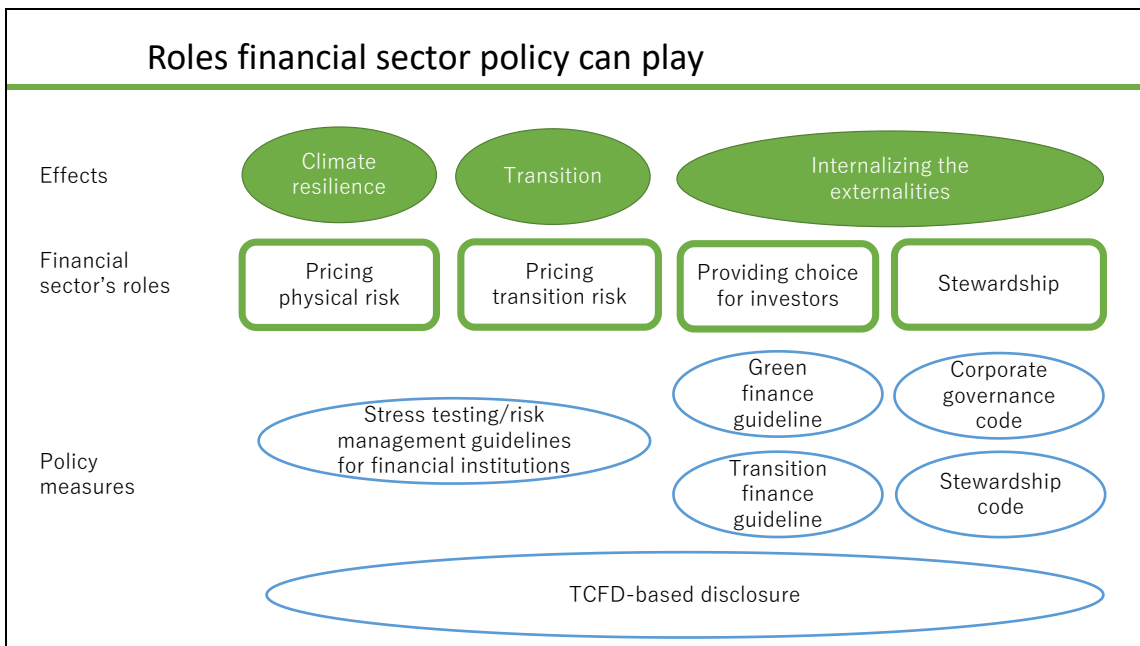 Roles financial sector policy can play
Effects
Climate
resilience
Transition
Internalizing the
externalities
Financial
sector's roles
Pricing
physical risk
Pricing
transition risk
Providing choice
for investors
Stewardship
Policy
measures
Stress testing/risk
management guidelines
for financial institutions
Green
finance
guideline
Corporate
governance
code
Transition
finance
guideline
Stewardship
code
TCFD-based disclosure